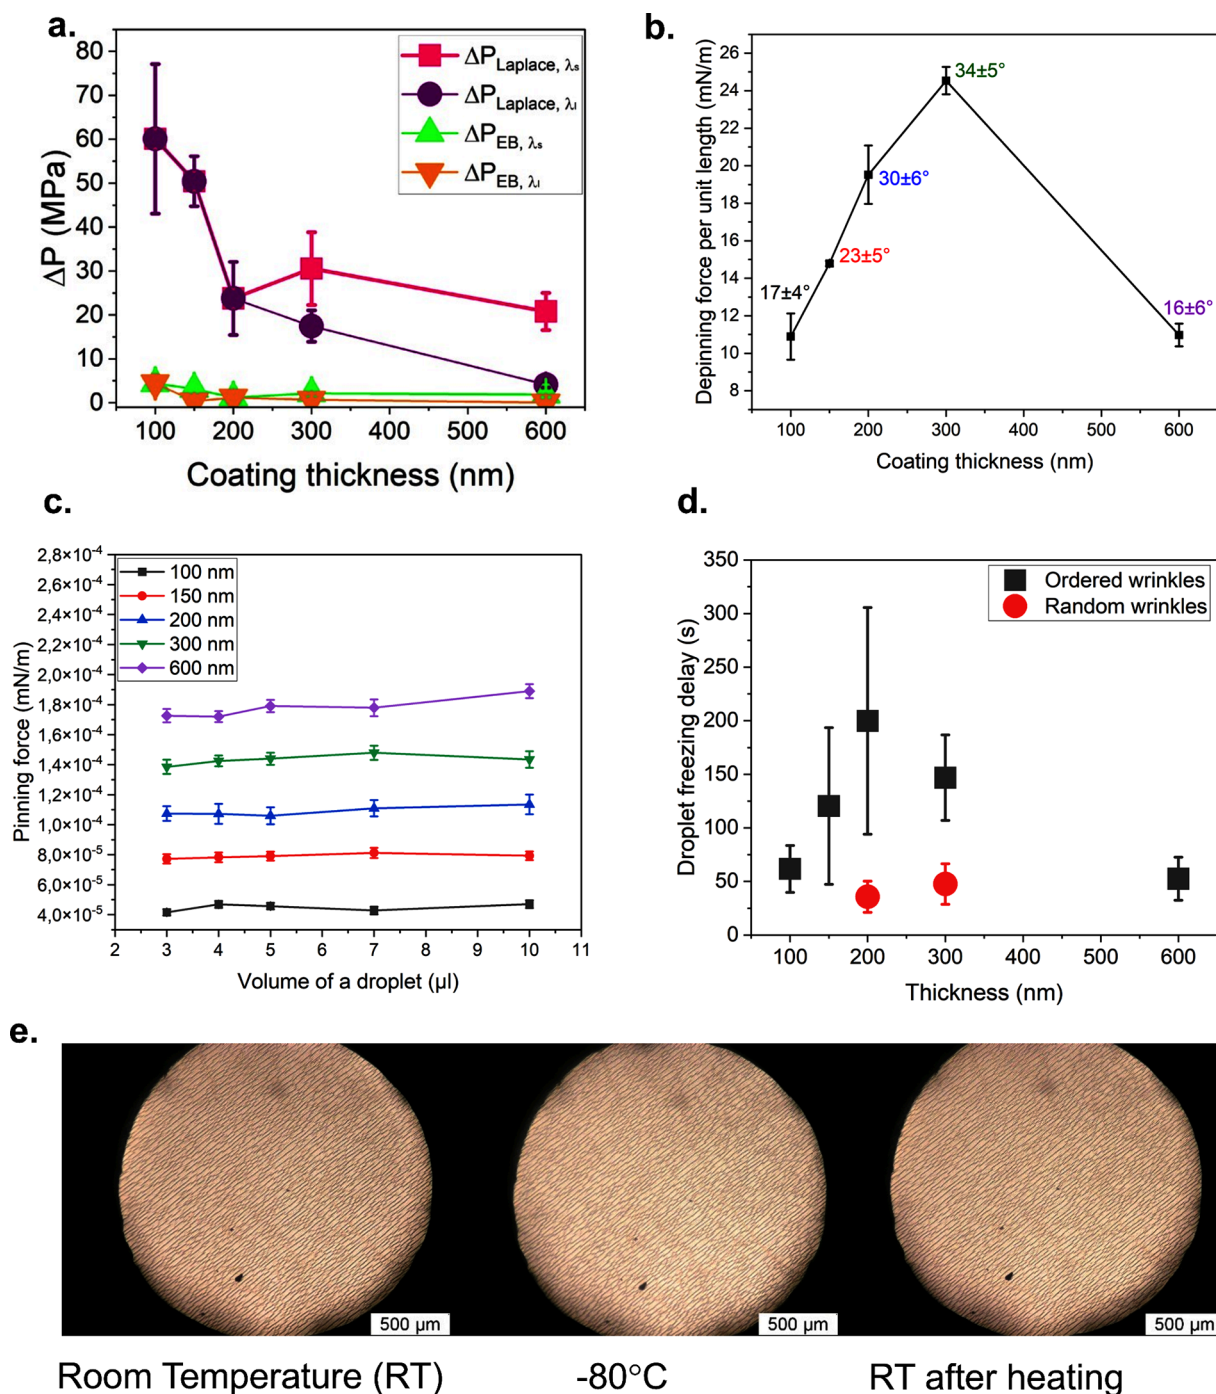 a.
ΔP (MPa)
80
70
60
50
40
30
20
10
0
100 200 300 400 500 600
Coating thickness (nm)
ΔPLaplace, λs
ΔPLaplace, λl
ΔPEB, λs
ΔPEB, λl
b.
Depinning force per unit length (mN/m)
26
24
22
20
18
16
14
12
10
8
17±4°
23±5°
30±6°
34±5°
16±6°
100 200 300 400 500 600
Coating thickness (nm)
c.
Pinning force (mN/m)
2,8×10-4
2,6×10-4
2,4×10-4
2,2×10-4
2,0×10-4
1,8×10-4
1,6×10-4
1,4×10-4
1,2×10-4
1,0×10-4
8,0×10-5
6,0×10-5
4,0×10-5
100 nm
150 nm
200 nm
300 nm
600 nm
2 3 4 5 6 7 8 9 10 11
Volume of a droplet (µl)
d.
Droplet freezing delay (s)
350
300
250
200
150
100
50
0
Ordered wrinkles
Random wrinkles
100 200 300 400 500 600
Thickness (nm)
e.
500 µm 500 µm 500 µm
Room Temperature (RT) -80°C RT after heating